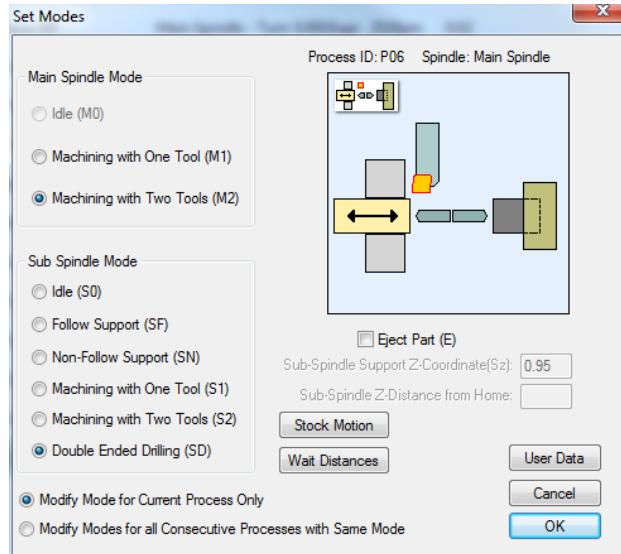 Set Modes
Process ID: P06 Spindle: Main Spindle
Main Spindle Mode
Idle (M0)
Machining with One Tool (M1)
Machining with Two Tools (M2)
Sub Spindle Mode
Idle (S0)
Follow Support (SF)
Non-Follow Support (SN)
Machining with One Tool (S1)
Machining with Two Tools (S2)
Double Ended Drilling (SD)
Eject Part (E)
Sub-Spindle Support Z-Coordinate(Sz): 0.95
Sub-Spindle Z-Distance from Home:
Stock Motion
Wait Distances
User Data
Cancel
OK
Modify Mode for Current Process Only
Modify Modes for all Consecutive Processes with Same Mode